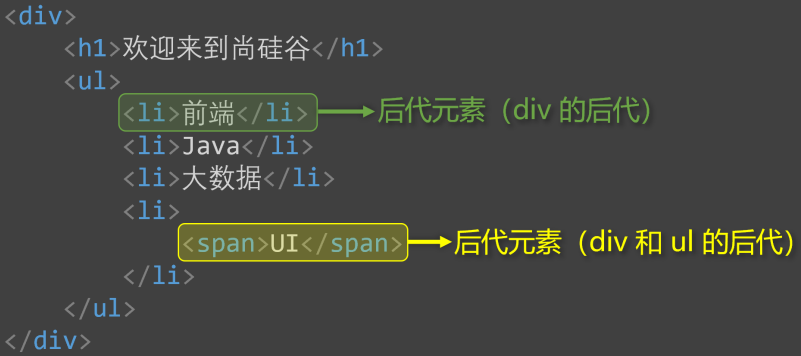 <div>
<h1>欢迎来到尚硅谷</h1>
<ul>
<li>前端</li> 后代元素（div 的后代）
<li>Java</li>
<li>大数据</li>
<li>
<span>UI</span> 后代元素（div 和 ul 的后代）
</li>
</ul>
</div>